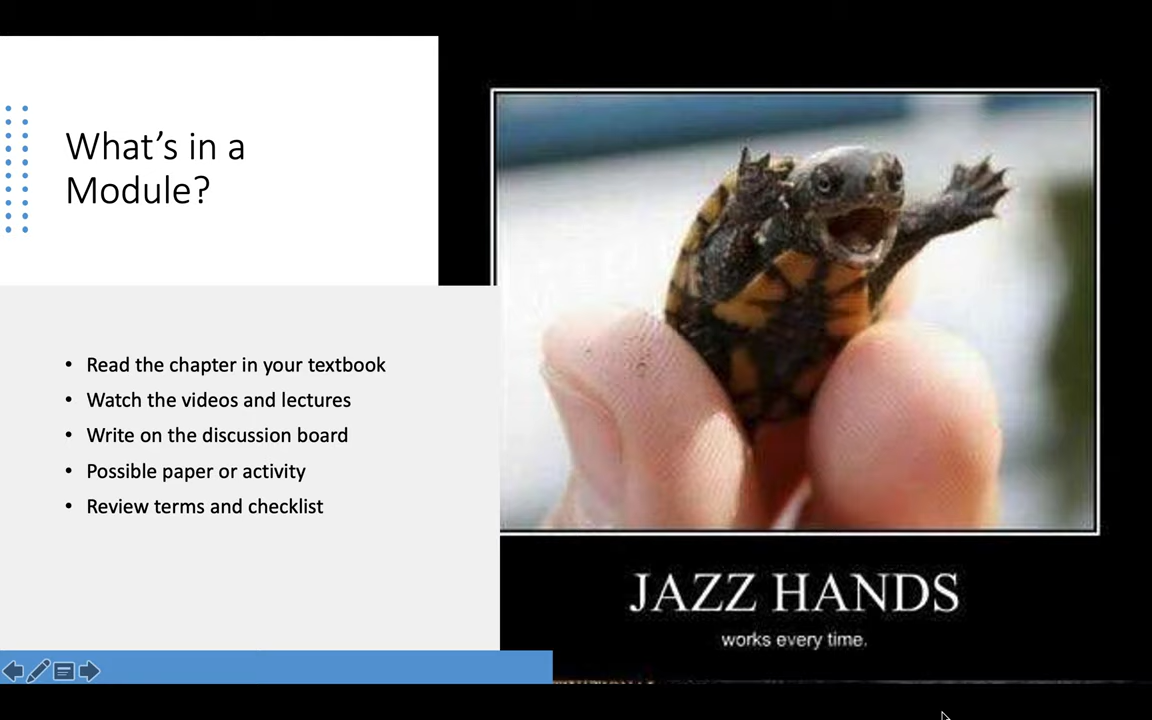 What's in a
Module?
• Read the chapter in your textbook
• Watch the videos and lectures
• Write on the discussion board
• Possible paper or activity
• Review terms and checklist
JAZZ HANDS
works every time.